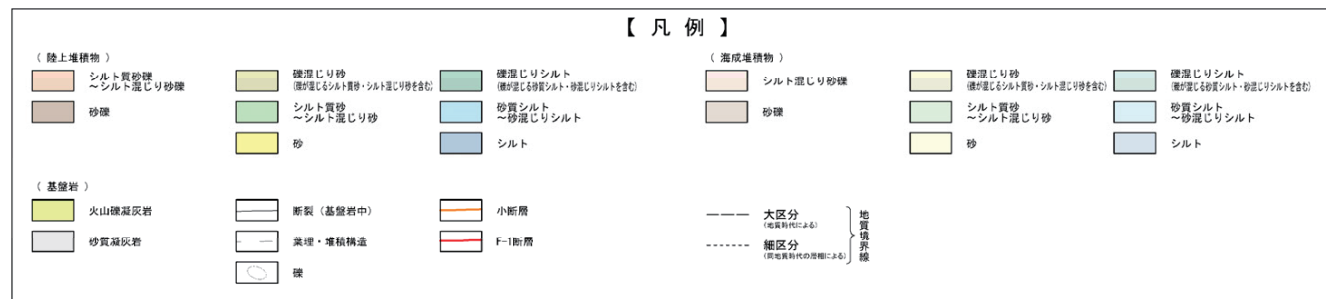 【 凡 例 】
( 陸上堆積物 )
シルト質砂礫
～シルト混じり砂礫
砂礫
礫混じり砂
(礫が混じるシルト質砂・シルト混じり砂を含む)
シルト質砂
～シルト混じり砂
砂
礫混じりシルト
(礫が混じる砂質シルト・砂混じりシルトを含む)
砂質シルト
～砂混じりシルト
シルト
( 海成堆積物 )
シルト混じり砂礫
砂礫
礫混じり砂
(礫が混じるシルト質砂・シルト混じり砂を含む)
シルト質砂
～シルト混じり砂
砂
礫混じりシルト
(礫が混じる砂質シルト・砂混じりシルトを含む)
砂質シルト
～砂混じりシルト
シルト
( 基盤岩 )
火山礫凝灰岩
砂質凝灰岩
断裂（基盤岩中）
葉理・堆積構造
礫
小断層
F-1断層
大区分
(地質時代による)
細区分
(同地質時代の層相による)
地質境界線